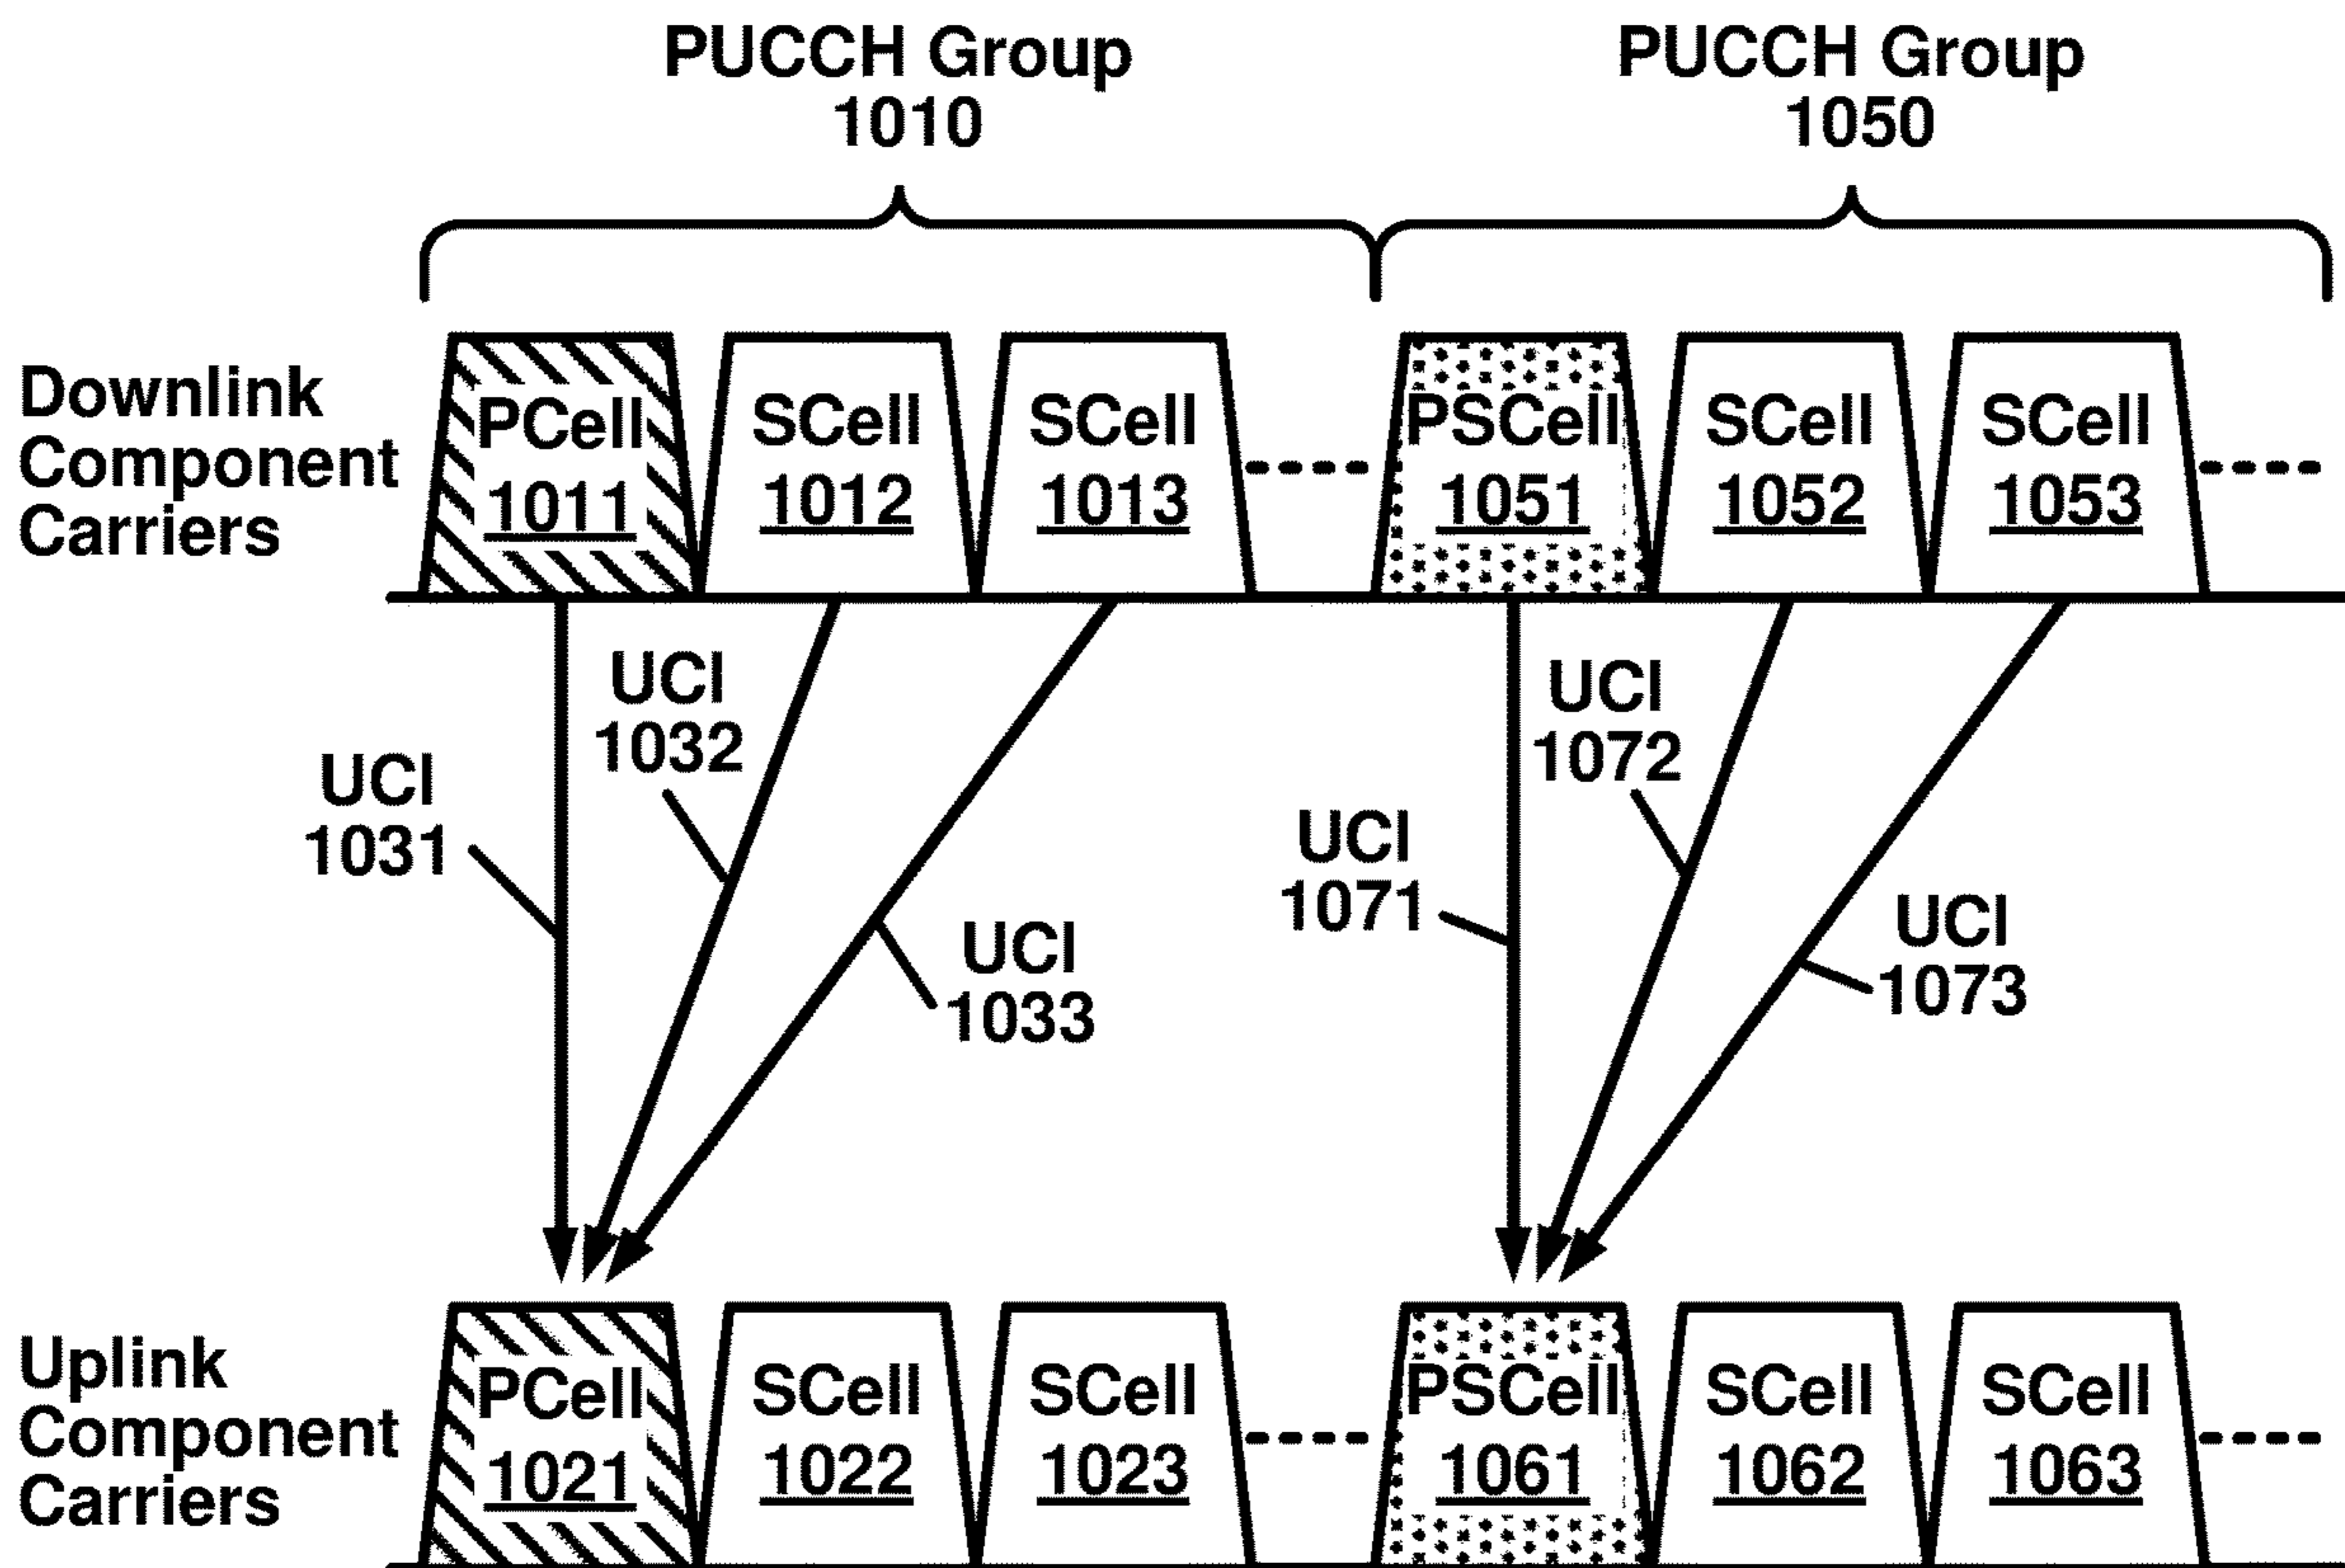 PUCCH Group
1010
PUCCH Group
1050
Downlink
Component
Carriers
PCell
1011
SCell
1012
SCell
1013
PSCell
1051
SCell
1052
SCell
1053
UCI
1031
UCI
1032
UCI
1033
UCI
1071
UCI
1072
UCI
1073
Uplink
Component
Carriers
PCell
1021
SCell
1022
SCell
1023
PSCell
1061
SCell
1062
SCell
1063